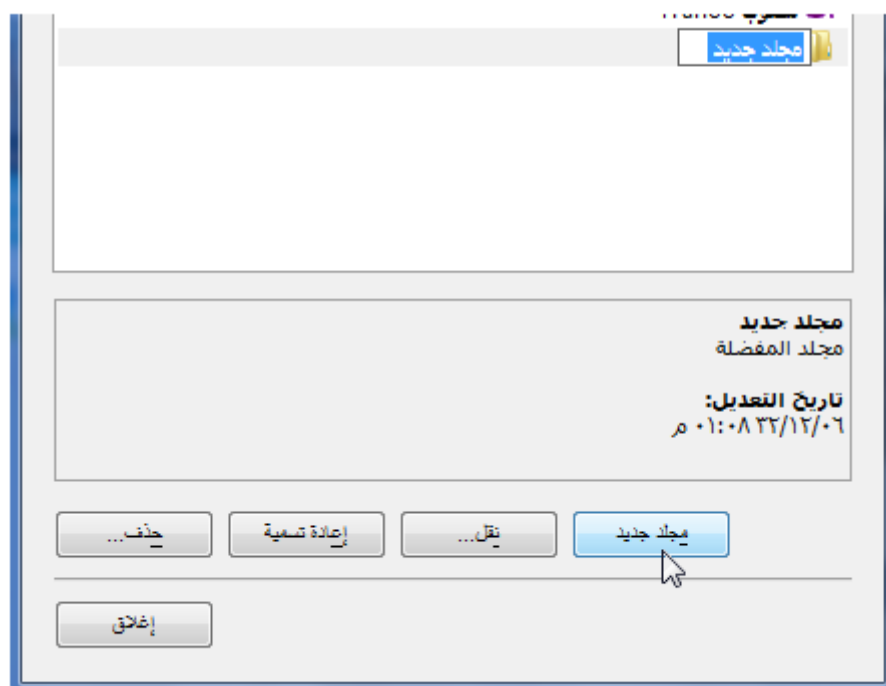 مجلد جديد
مجلد جديد
مجلد المفضلة
تاريخ التعديل:
٣٢/١٢/٠٦ ٠١:٠٨ م
مجلد جديد
نقل...
إعادة تسمية
حذف...
إغلاق